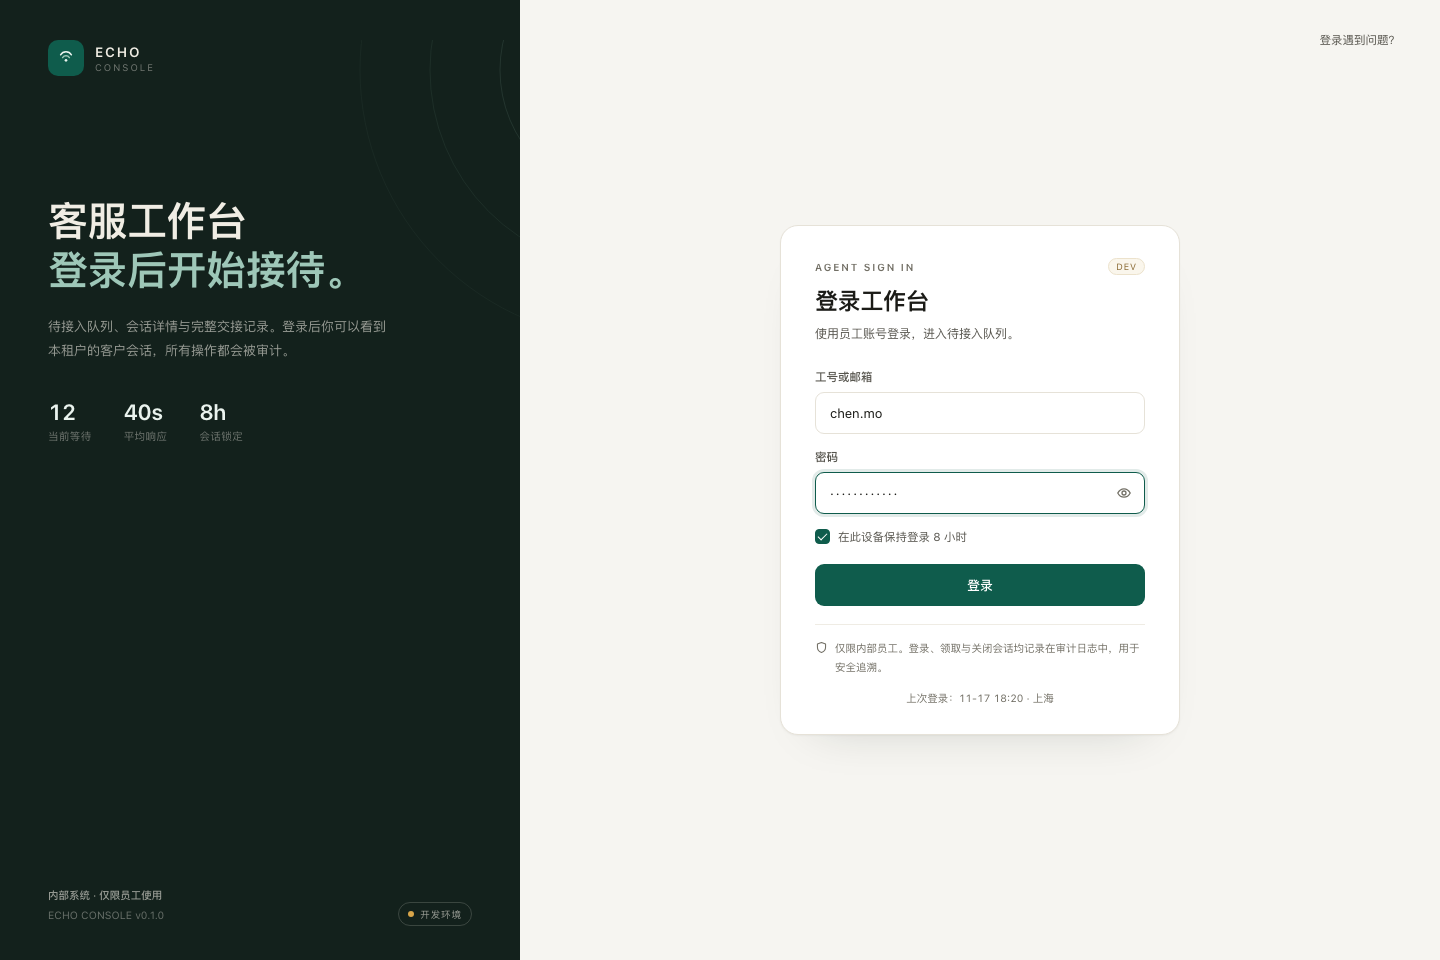 ECHO
CONSOLE
客服工作台
登录后开始接待。
待接入队列、会话详情与完整交接记录。登录后你可以看到
本租户的客户会话，所有操作都会被审计。
12
当前等待
40s
平均响应
8h
会话锁定
内部系统 · 仅限员工使用
ECHO CONSOLE v0.1.0
开发环境
登录遇到问题?
AGENT SIGN IN
DEV
登录工作台
使用员工账号登录，进入待接入队列。
工号或邮箱
chen.mo
密码
············
在此设备保持登录 8 小时
登录
仅限内部员工。登录、领取与关闭会话均记录在审计日志中，用于
安全追溯。
上次登录：11-17 18:20 · 上海